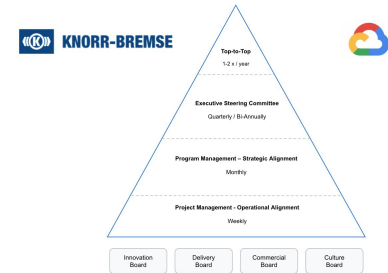 KNORR-BREMSE
Top-to-Top
1-2 x / year
Executive Steering Committee
Quarterly / Bi-Annually
Program Management – Strategic Alignment
Monthly
Project Management - Operational Alignment
Weekly
Innovation
Board
Delivery
Board
Commercial
Board
Culture
Board